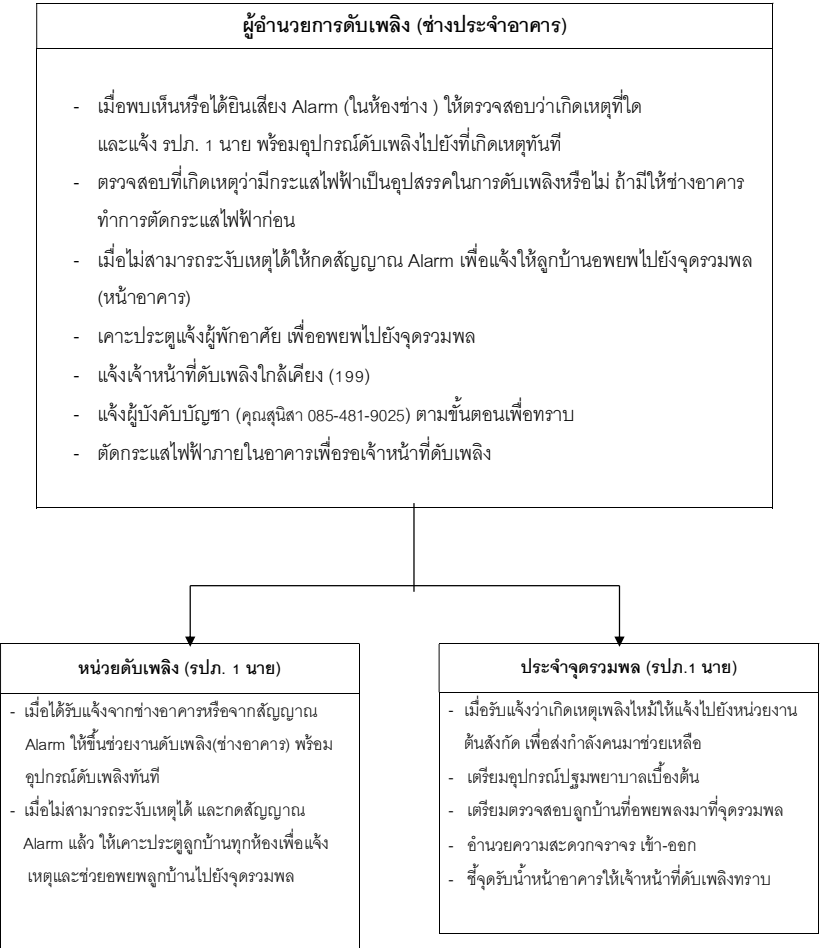 ผู้อำนวยการดับเพลิง (ช่างประจำอาคาร)
- เมื่อพบเห็นหรือได้ยินเสียง Alarm (ในห้องช่าง ) ให้ตรวจสอบว่าเกิดเหตุที่ใด
และแจ้ง รปภ. 1 นาย พร้อมอุปกรณ์ดับเพลิงไปยังที่เกิดเหตุทันที
- ตรวจสอบที่เกิดเหตุว่ามีกระแสไฟฟ้าเป็นอุปสรรคในการดับเพลิงหรือไม่ ถ้ามีให้ช่างอาคาร
ทำการตัดกระแสไฟฟ้าก่อน
- เมื่อไม่สามารถระงับเหตุได้ให้กดสัญญาณ Alarm เพื่อแจ้งให้ลูกบ้านอพยพไปยังจุดรวมพล
(หน้าอาคาร)
- เคาะประตูแจ้งผู้พักอาศัย เพื่ออพยพไปยังจุดรวมพล
- แจ้งเจ้าหน้าที่ดับเพลิงใกล้เคียง (199)
- แจ้งผู้บังคับบัญชา (คุณสุนิสา 085-481-9025) ตามขั้นตอนเพื่อทราบ
- ตัดกระแสไฟฟ้าภายในอาคารเพื่อรอเจ้าหน้าที่ดับเพลิง
หน่วยดับเพลิง (รปภ. 1 นาย)
- เมื่อได้รับแจ้งจากช่างอาคารหรือจากสัญญาณ
Alarm ให้ขึ้นช่วยงานดับเพลิง(ช่างอาคาร) พร้อม
อุปกรณ์ดับเพลิงทันที
- เมื่อไม่สามารถระงับเหตุได้ และกดสัญญาณ
Alarm แล้ว ให้เคาะประตูลูกบ้านทุกห้องเพื่อแจ้ง
เหตุและช่วยอพยพลูกบ้านไปยังจุดรวมพล
ประจำจุดรวมพล (รปภ.1 นาย)
- เมื่อรับแจ้งว่าเกิดเหตุเพลิงไหม้ให้แจ้งไปยังหน่วยงาน
ต้นสังกัด เพื่อส่งกำลังคนมาช่วยเหลือ
- เตรียมอุปกรณ์ปฐมพยาบาลเบื้องต้น
- เตรียมตรวจสอบลูกบ้านที่อพยพลงมาที่จุดรวมพล
- อำนวยความสะดวกจราจร เข้า-ออก
- ชี้จุดรับน้ำหน้าอาคารให้เจ้าหน้าที่ดับเพลิงทราบ